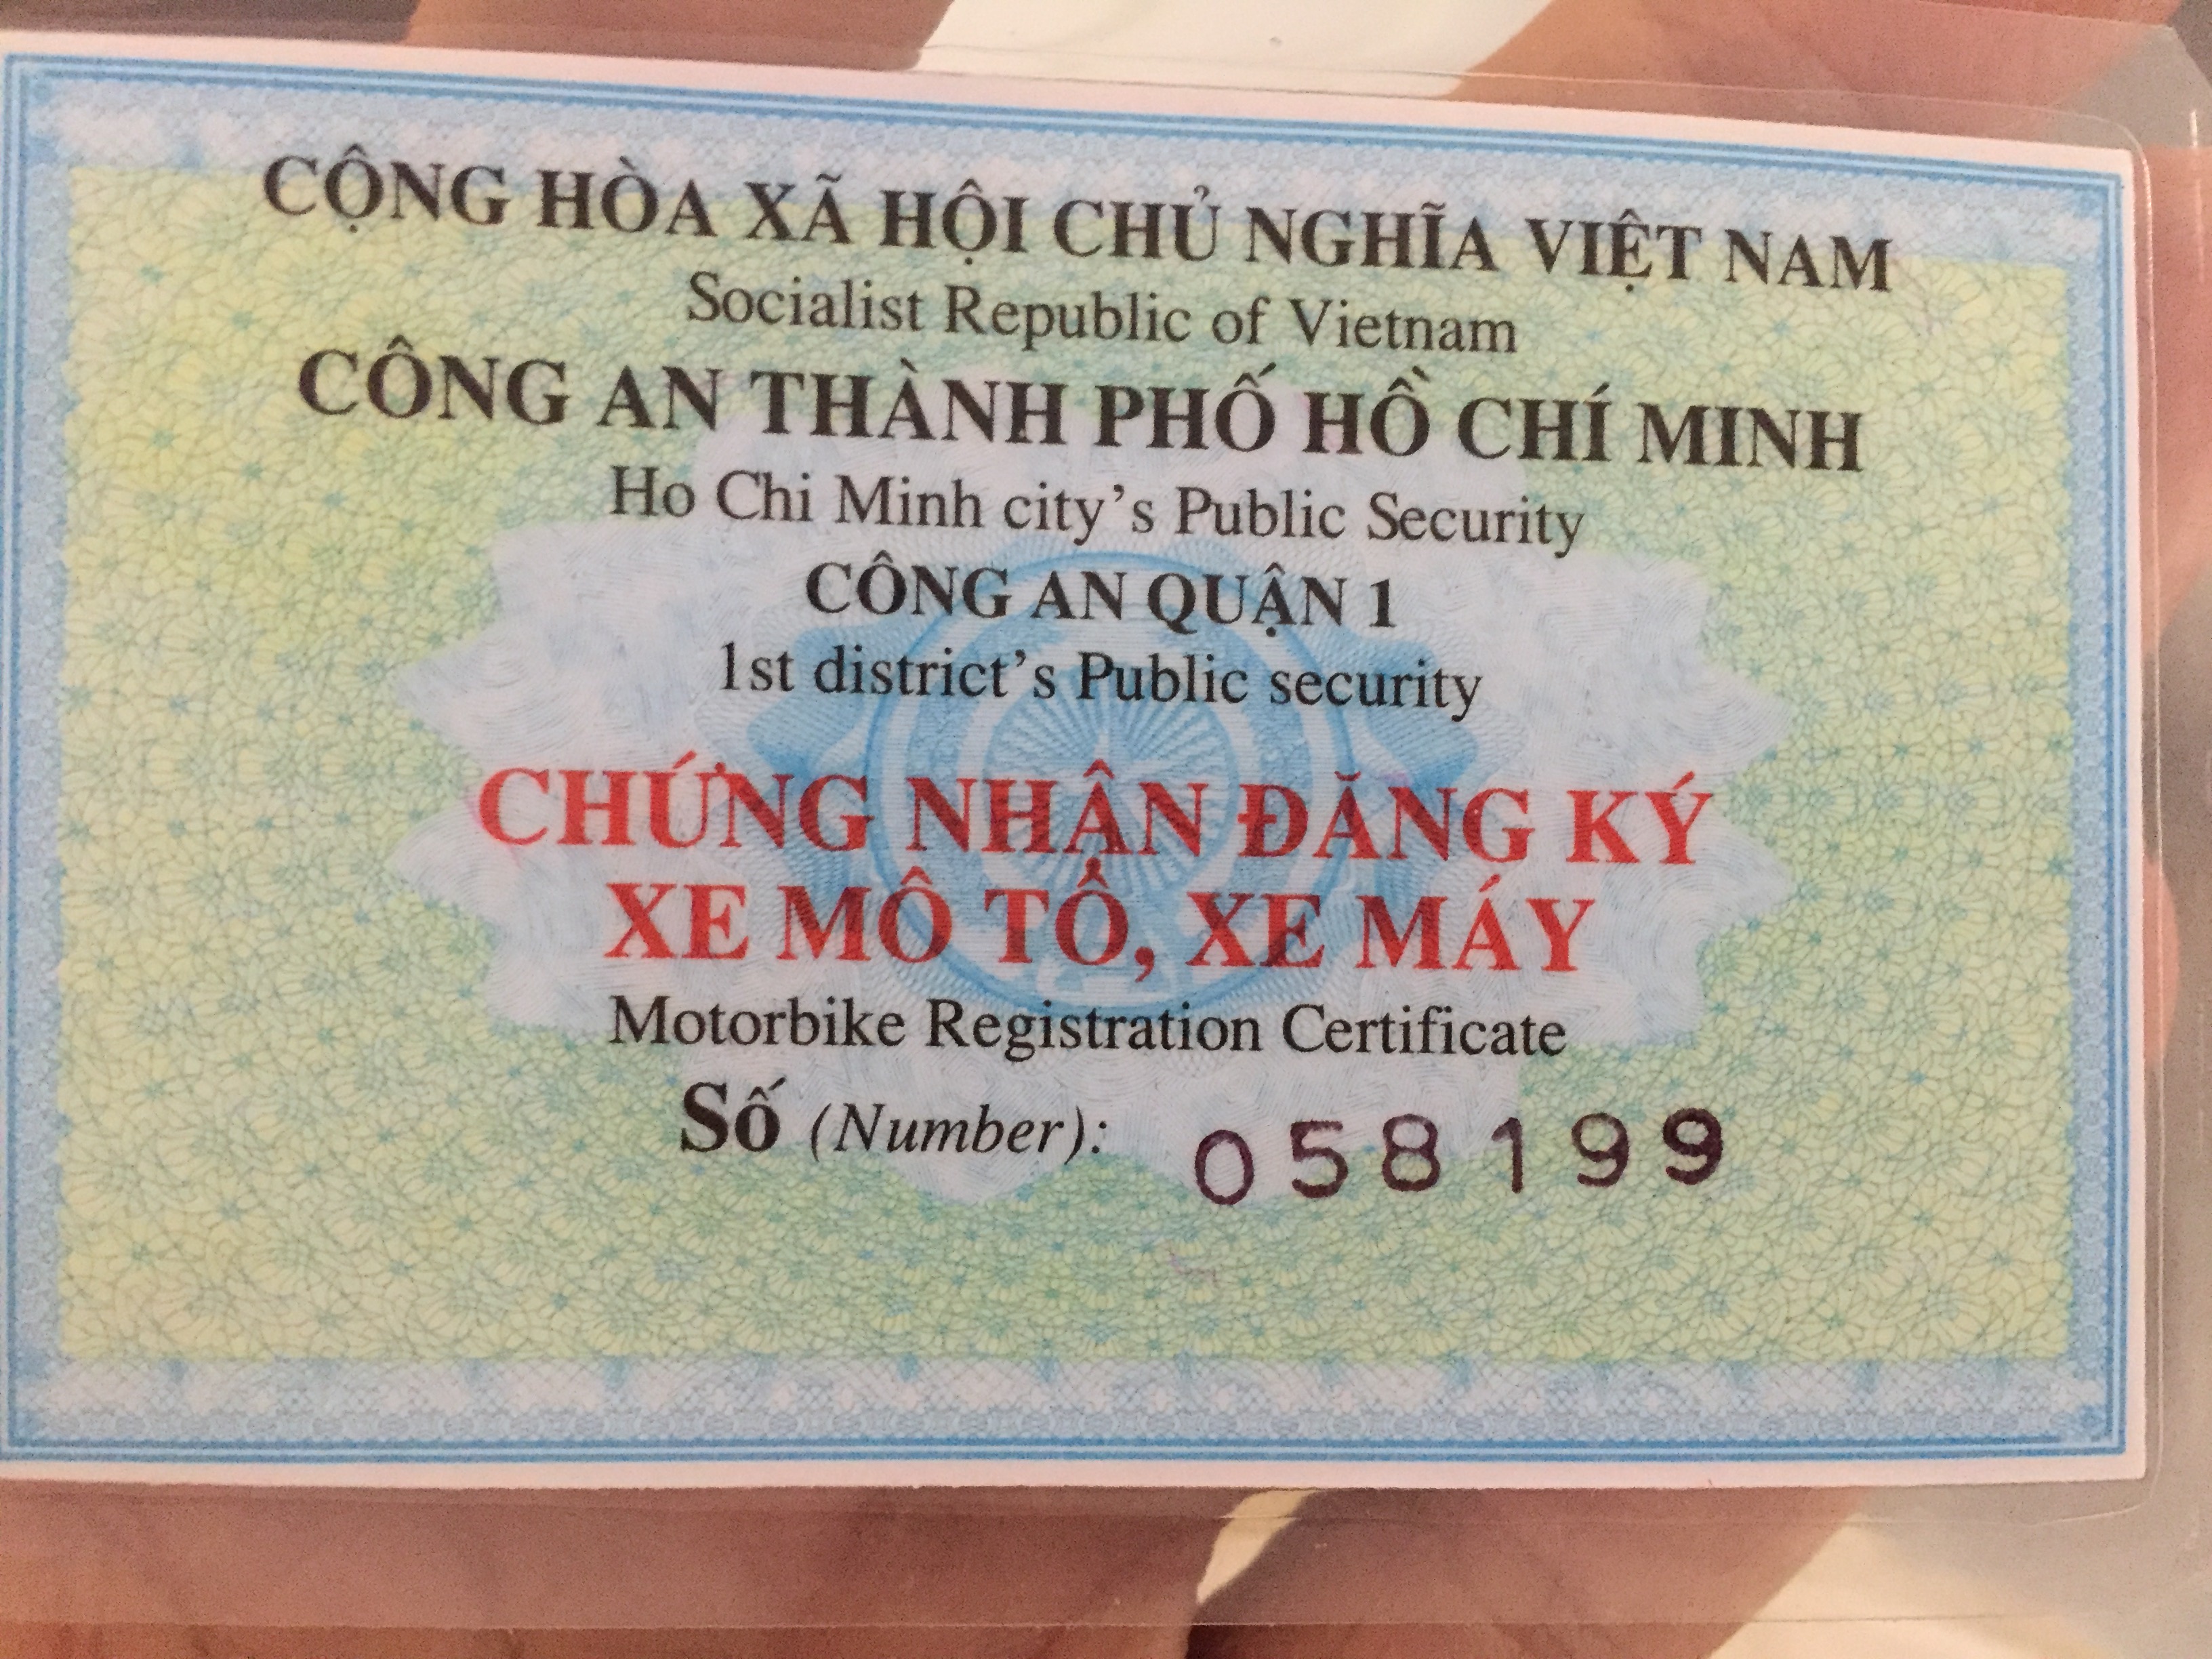 CỘNG HÒA XÃ HỘI CHỦ NGHĨA VIỆT NAM
Socialist Republic of Vietnam
CÔNG AN THÀNH PHỐ HỒ CHÍ MINH
Ho Chi Minh city's Public Security
CÔNG AN QUẬN 1
1st district's Public security
CHỨNG NHẬN ĐĂNG KÝ
XE MÔ TÔ, XE MÁY
Motorbike Registration Certificate
Số (Number): 058199